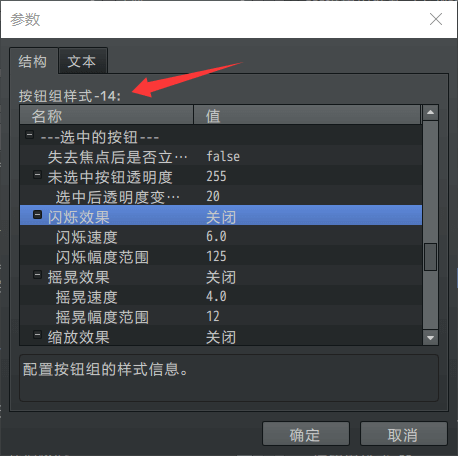 参数
结构 文本
按钮组样式-14:
名称 值
---选中的按钮---
失去焦点后是否立… false
未选中按钮透明度 255
选中后透明度变… 20
闪烁效果 关闭
闪烁速度 6.0
闪烁幅度范围 125
摇晃效果 关闭
摇晃速度 4.0
摇晃幅度范围 12
缩放效果 关闭
配置按钮组的样式信息。
确定 取消